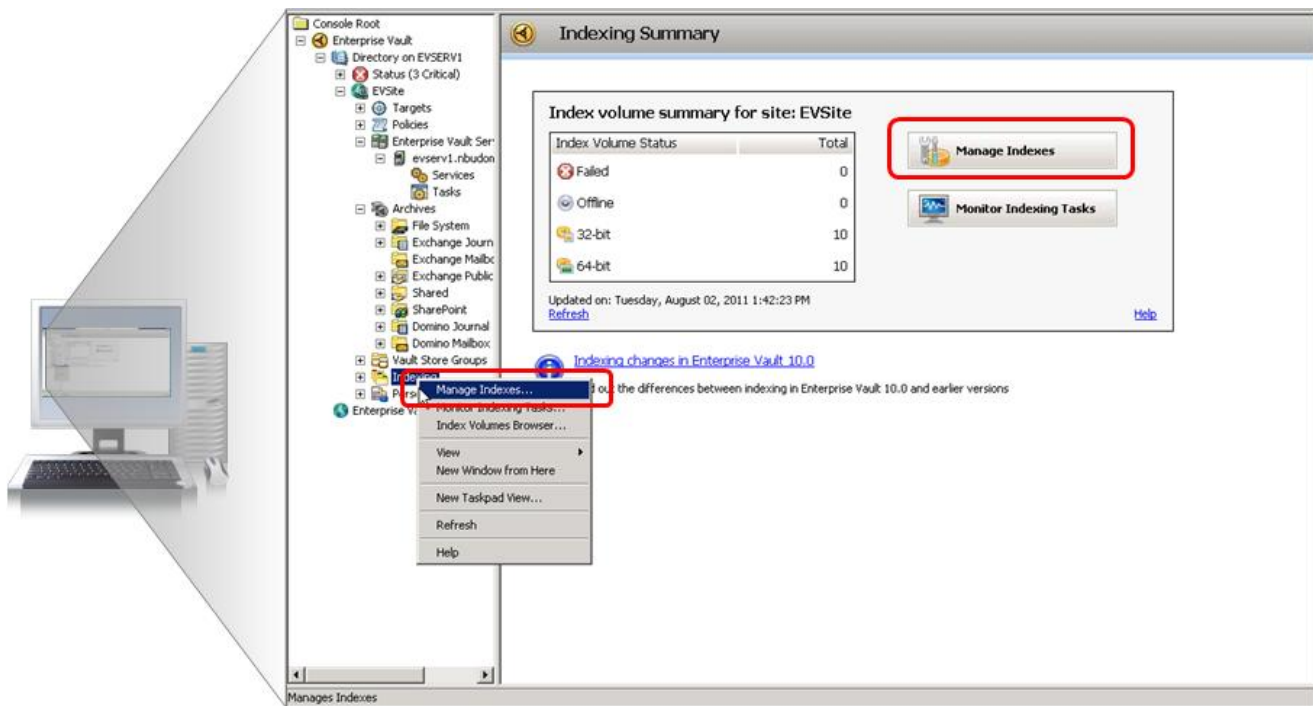 Console Root
Enterprise Vault
Directory on EVSERV1
Status (3 Critical)
EVSite
Targets
Policies
Enterprise Vault Ser
evserv1.nbudon
Services
Tasks
Archives
File System
Exchange Journ
Exchange Mailbo
Exchange Public
Shared
SharePoint
Domino Journal
Domino Mailbox
Vault Store Groups
Indexing
Pers
Enterprise V
Manage Indexes...
Monitor Indexing Tasks...
Index Volumes Browser...
View
New Window from Here
New Taskpad View...
Refresh
Help
Manages Indexes
Indexing Summary
Index volume summary for site: EVSite
Index Volume Status Total
Failed 0
Offline 0
32-bit 10
64-bit 10
Manage Indexes
Monitor Indexing Tasks
Updated on: Tuesday, August 02, 2011 1:42:23 PM
Refresh Help
Indexing changes in Enterprise Vault 10.0
out the differences between indexing in Enterprise Vault 10.0 and earlier versions